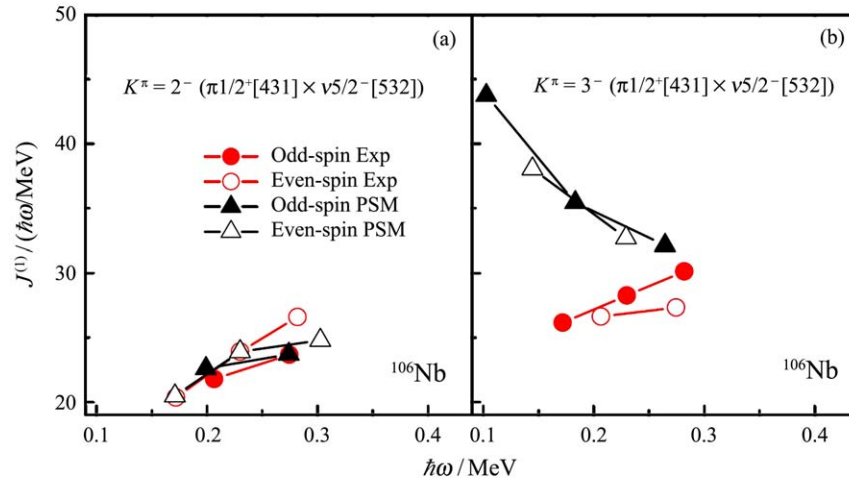 50
40
30
20
J⁽¹⁾/(ℏω/MeV)
(a)
K^π = 2⁻ (π1/2⁺[431] × ν5/2⁻[532])
Odd-spin Exp
Even-spin Exp
Odd-spin PSM
Even-spin PSM
¹⁰⁶Nb
0.1 0.2 0.3 0.4
(b)
K^π = 3⁻ (π1/2⁺[431] × ν5/2⁻[532])
¹⁰⁶Nb
0.1 0.2 0.3 0.4
ℏω/MeV